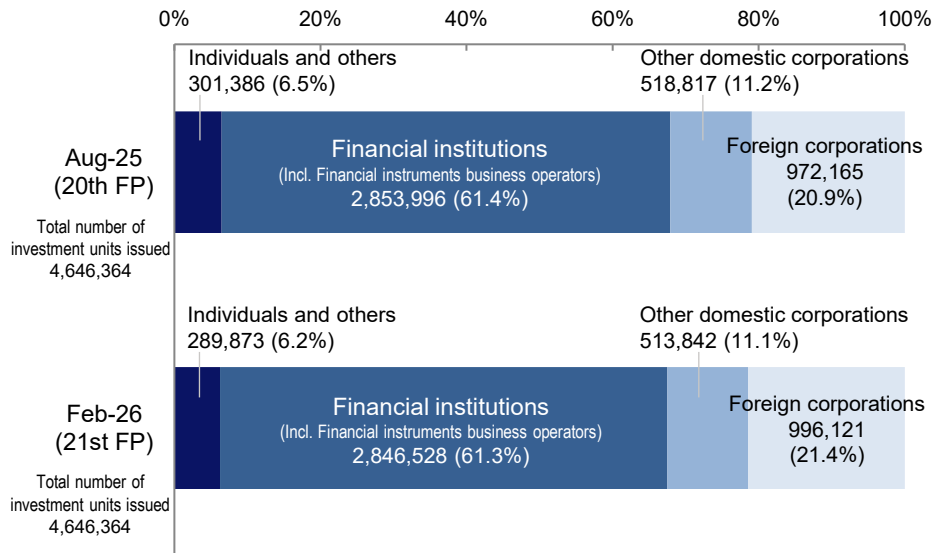 0%
20%
40%
60%
80%
100%
Individuals and others
301,386 (6.5%)
Other domestic corporations
518,817 (11.2%)
Aug-25
(20th FP)
Total number of
investment units issued
4,646,364
Financial institutions
(Incl. Financial instruments business operators)
2,853,996 (61.4%)
Foreign corporations
972,165
(20.9%)
Individuals and others
289,873 (6.2%)
Other domestic corporations
513,842 (11.1%)
Feb-26
(21st FP)
Total number of
investment units issued
4,646,364
Financial institutions
(Incl. Financial instruments business operators)
2,846,528 (61.3%)
Foreign corporations
996,121
(21.4%)